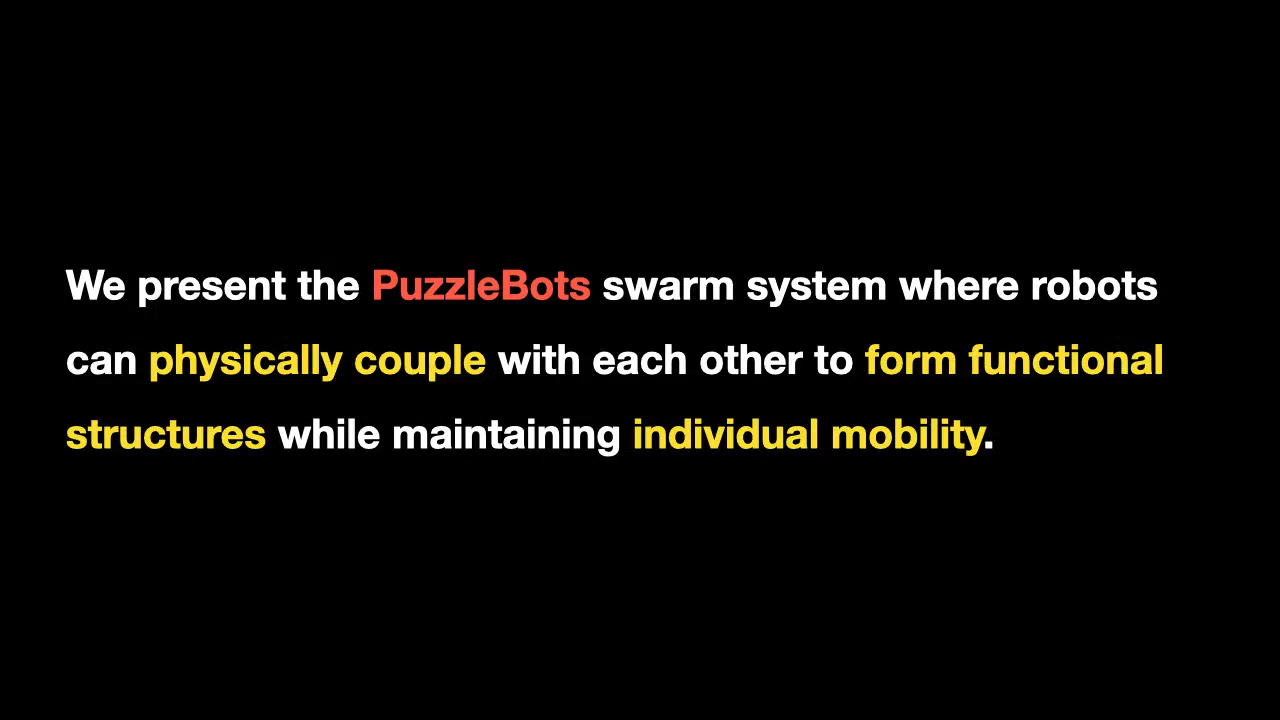 We present the PuzzleBots swarm system where robots
can physically couple with each other to form functional
structures while maintaining individual mobility.